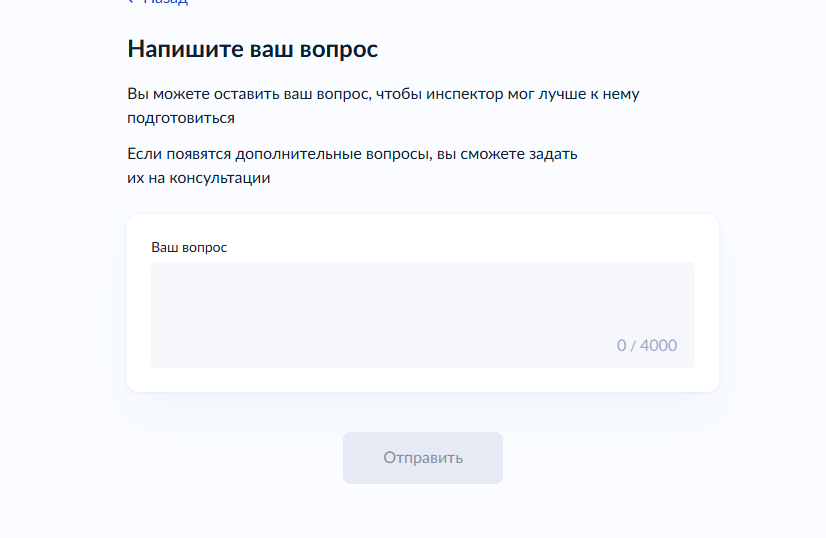 Назад
Напишите ваш вопрос
Вы можете оставить ваш вопрос, чтобы инспектор мог лучше к нему
подготовиться
Если появятся дополнительные вопросы, вы сможете задать
их на консультации
Ваш вопрос
0 / 4000
Отправить